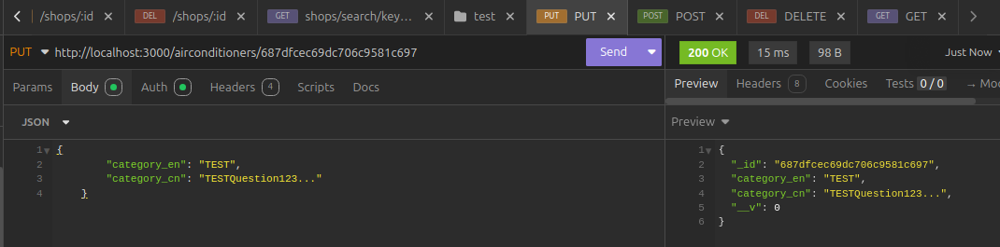 /shops/:id DEL /shops/:id GET shops/search/key... test PUT PUT POST POST DEL DELETE GET GET
PUT http://localhost:3000/airconditioners/687dfcec69dc706c9581c697 Send 200 OK 15 ms 98 B Just Now
Params Body Auth Headers 4 Scripts Docs Preview Headers 8 Cookies Tests 0 / 0 → Moc
JSON Preview
1 {
2 "category_en": "TEST",
3 "category_cn": "TESTQuestion123..."
4 }
1 {
2 "_id": "687dfcec69dc706c9581c697",
3 "category_en": "TEST",
4 "category_cn": "TESTQuestion123...",
5 "__v": 0
6 }